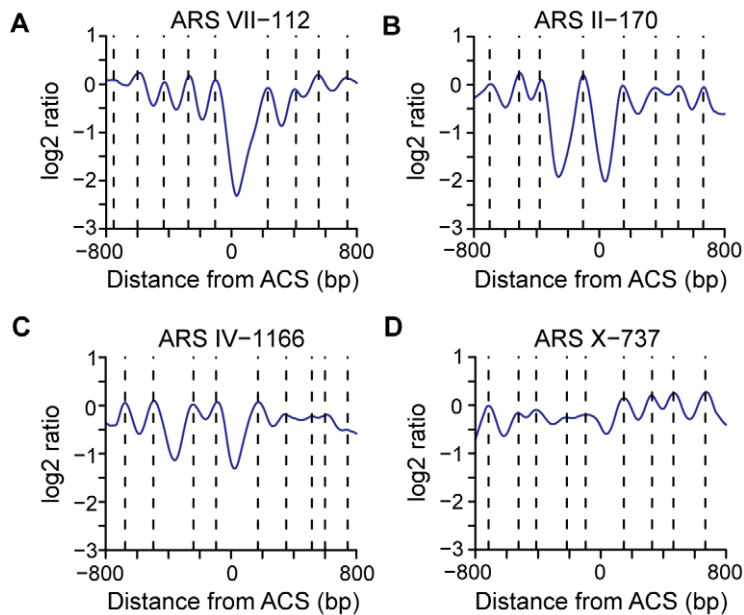 A
ARS VII−112
log2 ratio
1
0
−1
−2
−3
−800
0
800
Distance from ACS (bp)
B
ARS II−170
log2 ratio
1
0
−1
−2
−3
−800
0
800
Distance from ACS (bp)
C
ARS IV−1166
log2 ratio
1
0
−1
−2
−3
−800
0
800
Distance from ACS (bp)
D
ARS X−737
log2 ratio
1
0
−1
−2
−3
−800
0
800
Distance from ACS (bp)